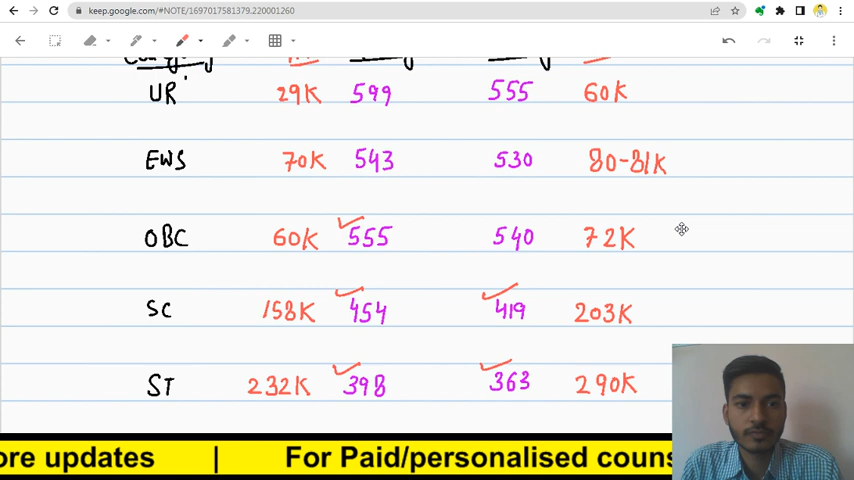 keep.google.com/#NOTE/1697017581379.220001260
UR 29K 599 555 60K
EWS 70K 543 530 80-81K
OBC 60K 555 540 72K
SC 158K 454 419 203K
ST 232K 398 363 290K
ore updates | For Paid/personalised couns